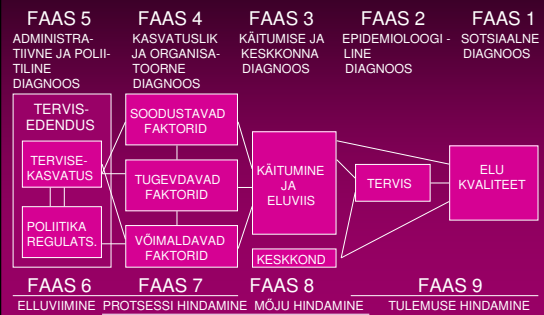 FAAS 5
ADMINISTRA-
TIIVNE JA POLII-
TILINE
DIAGNOOS
FAAS 4
KASVATUSLIK
JA ORGANISA-
TOORNE
DIAGNOOS
FAAS 3
KÄITUMISE JA
KESKKONNA
DIAGNOOS
FAAS 2
EPIDEMIOLOOGI -
LINE
DIAGNOOS
FAAS 1
SOTSIAALNE
DIAGNOOS
TERVIS-
EDENDUS
TERVISE-
KASVATUS
POLIITIKA
REGULATS.
SOODUSTAVAD
FAKTORID
TUGEVDAVAD
FAKTORID
VÕIMALDAVAD
FAKTORID
KÄITUMINE
JA
ELUVIIS
KESKKOND
TERVIS
ELU
KVALITEET
FAAS 6
ELLUVIIMINE
FAAS 7
PROTSESSI HINDAMINE
FAAS 8
MÕJU HINDAMINE
FAAS 9
TULEMUSE HINDAMINE